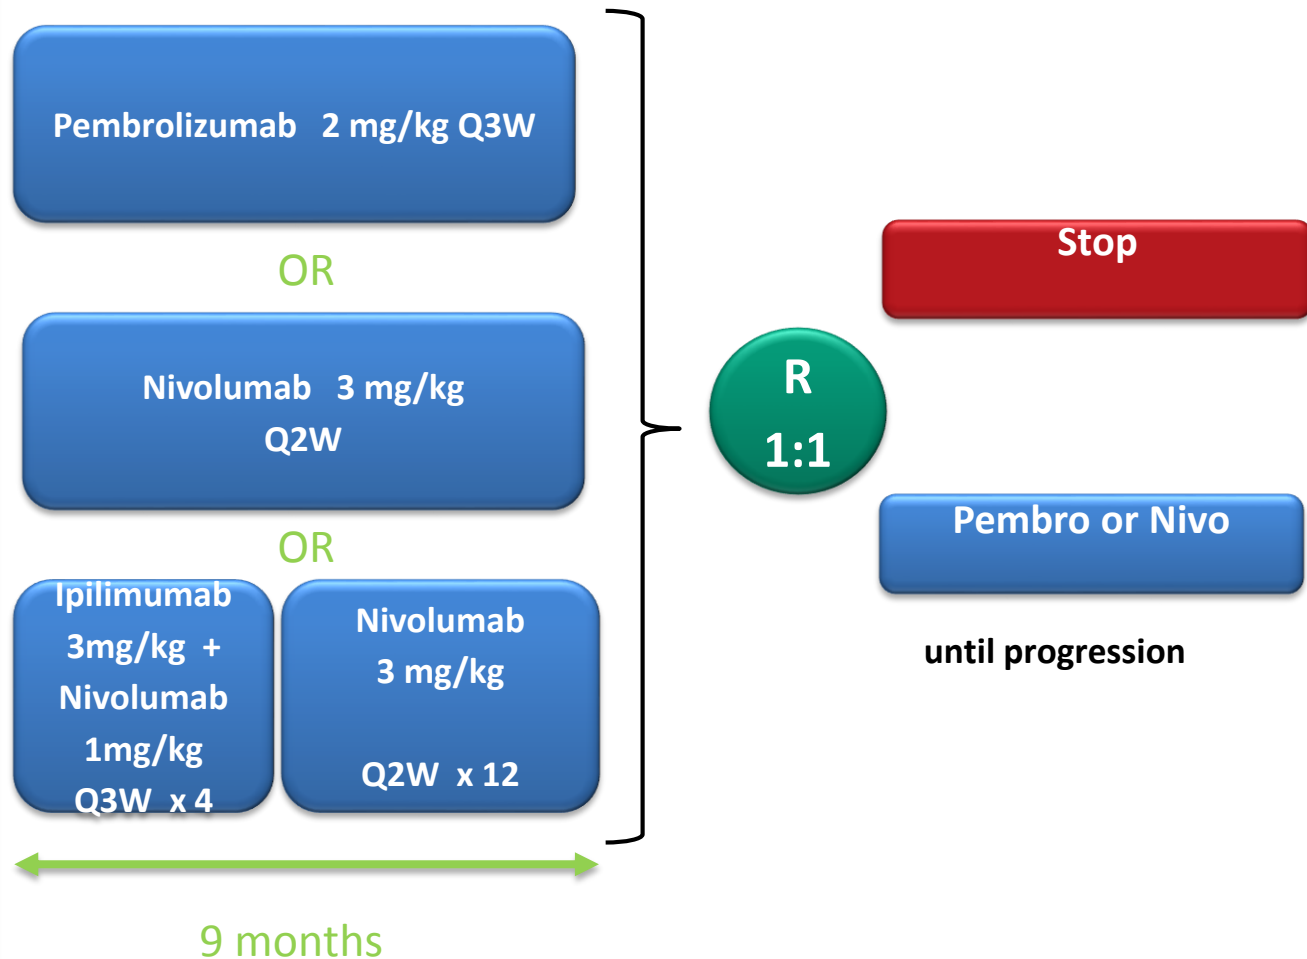 Pembrolizumab 2 mg/kg Q3W
OR
Nivolumab 3 mg/kg
Q2W
OR
Ipilimumab
3mg/kg +
Nivolumab
1mg/kg
Q3W x 4
Nivolumab
3 mg/kg
Q2W x 12
9 months
R
1:1
Stop
Pembro or Nivo
until progression